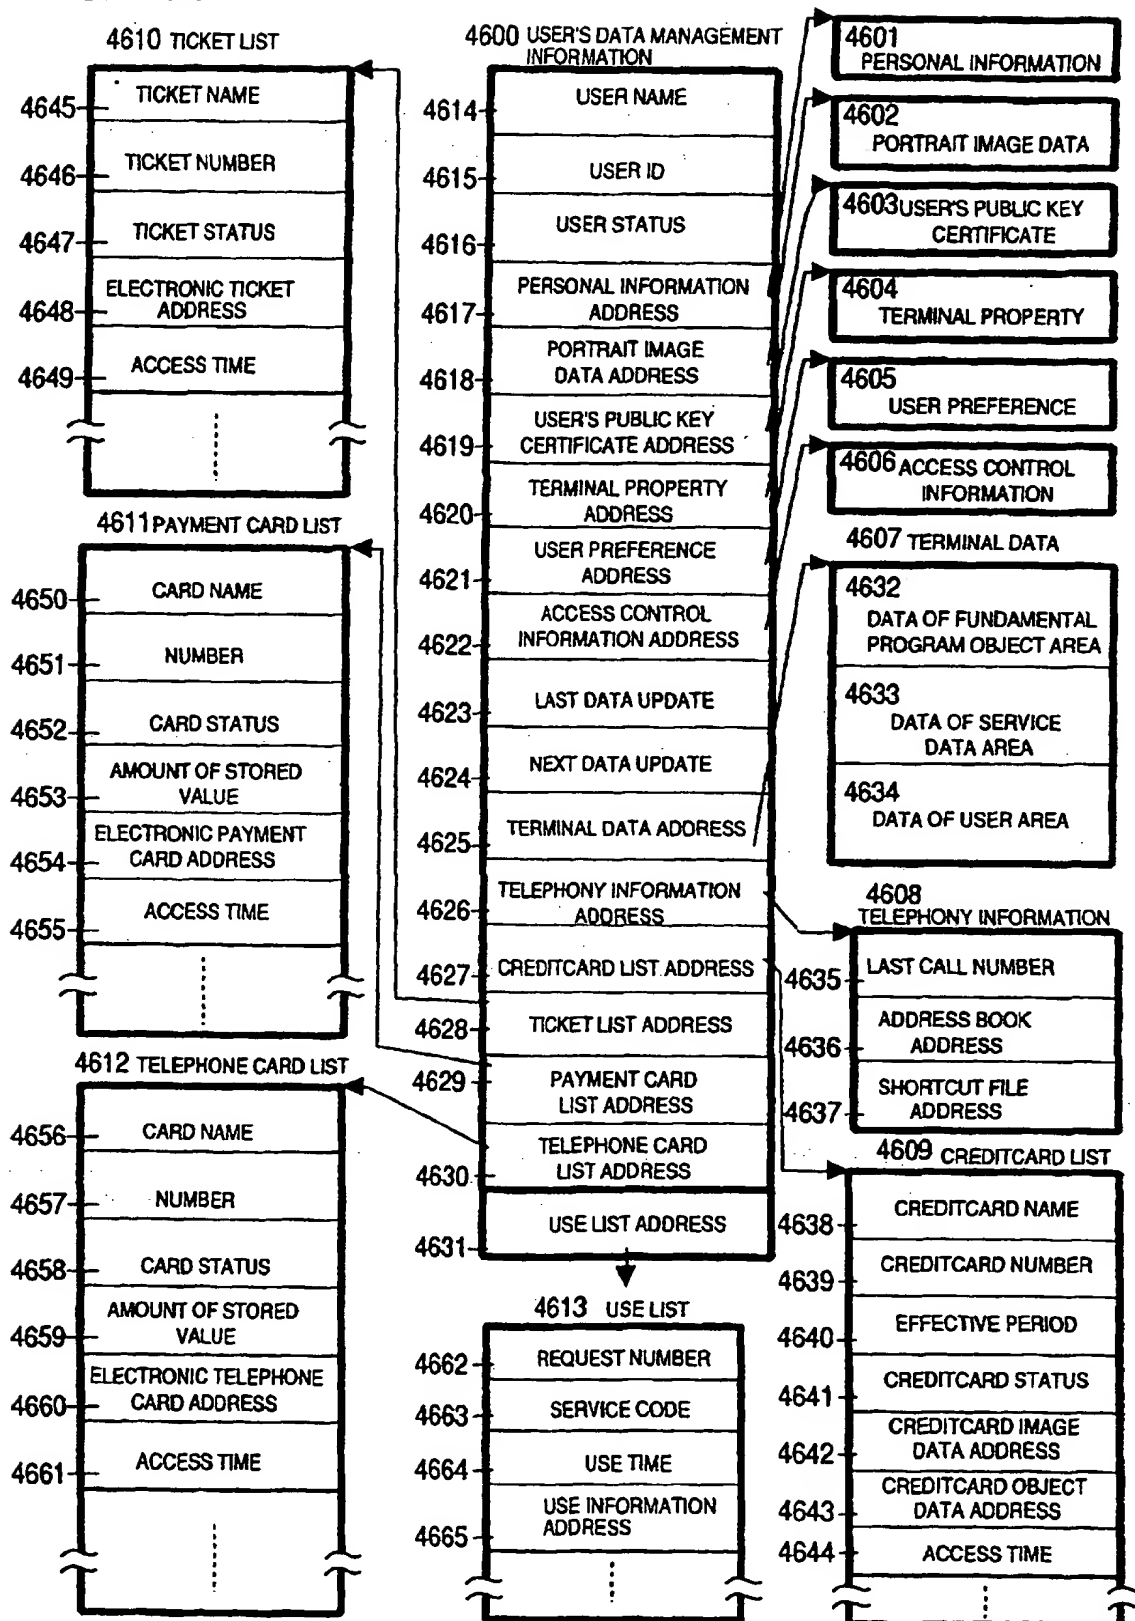 4610 TICKET LIST
4645 TICKET NAME
4646 TICKET NUMBER
4647 TICKET STATUS
4648 ELECTRONIC TICKET
ADDRESS
4649 ACCESS TIME
4611 PAYMENT CARD LIST
4650 CARD NAME
4651 NUMBER
4652 CARD STATUS
4653 AMOUNT OF STORED
VALUE
4654 ELECTRONIC PAYMENT
CARD ADDRESS
4655 ACCESS TIME
4612 TELEPHONE CARD LIST
4656 CARD NAME
4657 NUMBER
4658 CARD STATUS
4659 AMOUNT OF STORED
VALUE
4660 ELECTRONIC TELEPHONE
CARD ADDRESS
4661 ACCESS TIME
4600 USER'S DATA MANAGEMENT
INFORMATION
4614 USER NAME
4615 USER ID
4616 USER STATUS
4617 PERSONAL INFORMATION
ADDRESS
4618 PORTRAIT IMAGE
DATA ADDRESS
4619 USER'S PUBLIC KEY
CERTIFICATE ADDRESS
4620 TERMINAL PROPERTY
ADDRESS
4621 USER PREFERENCE
ADDRESS
4622 ACCESS CONTROL
INFORMATION ADDRESS
4623 LAST DATA UPDATE
4624 NEXT DATA UPDATE
4625 TERMINAL DATA ADDRESS
4626 TELEPHONY INFORMATION
ADDRESS
4627 CREDITCARD LIST ADDRESS
4628 TICKET LIST ADDRESS
4629 PAYMENT CARD
LIST ADDRESS
4630 TELEPHONE CARD
LIST ADDRESS
4631 USE LIST ADDRESS
4613 USE LIST
4662 REQUEST NUMBER
4663 SERVICE CODE
4664 USE TIME
4665 USE INFORMATION
ADDRESS
4601
PERSONAL INFORMATION
4602
PORTRAIT IMAGE DATA
4603 USER'S PUBLIC KEY
CERTIFICATE
4604
TERMINAL PROPERTY
4605
USER PREFERENCE
4606 ACCESS CONTROL
INFORMATION
4607 TERMINAL DATA
4632
DATA OF FUNDAMENTAL
PROGRAM OBJECT AREA
4633
DATA OF SERVICE
DATA AREA
4634
DATA OF USER AREA
4608
TELEPHONY INFORMATION
4635 LAST CALL NUMBER
4636 ADDRESS BOOK
ADDRESS
4637 SHORTCUT FILE
ADDRESS
4609 CREDITCARD LIST
4638 CREDITCARD NAME
4639 CREDITCARD NUMBER
4640 EFFECTIVE PERIOD
4641 CREDITCARD STATUS
4642 CREDITCARD IMAGE
DATA ADDRESS
4643 CREDITCARD OBJECT
DATA ADDRESS
4644 ACCESS TIME